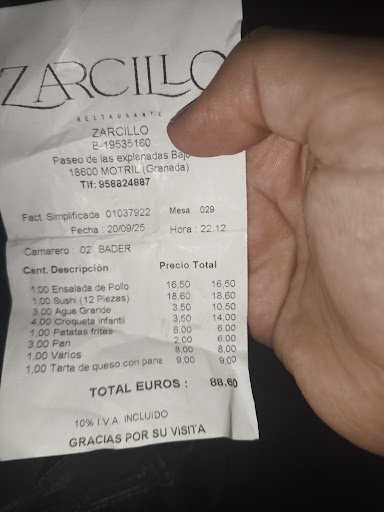 ZARCILLO
RESTAURANTE
ZARCILLO
B-19535160
Paseo de las explanadas Bajo
18600 MOTRIL (Granada)
Tlf: 958824887
Fact. Simplificada 01037922 Mesa 029
Fecha : 20/09/25 Hora : 22:12
Camarero : 02 BADER
Cant. Descripción Precio Total
1,00 Ensalada de Pollo 16,50 16,50
1,00 Sushi (12 Piezas) 18,60 18,60
3,00 Agua Grande 3,50 10,50
4,00 Croqueta infantil 3,50 14,00
1,00 Patatas fritas 6,00 6,00
3,00 Pan 2,00 6,00
1,00 Varios 8,00 8,00
1,00 Tarta de queso con pana 9,00 9,00
TOTAL EUROS : 88,60
10% I.V.A. INCLUIDO
GRACIAS POR SU VISITA